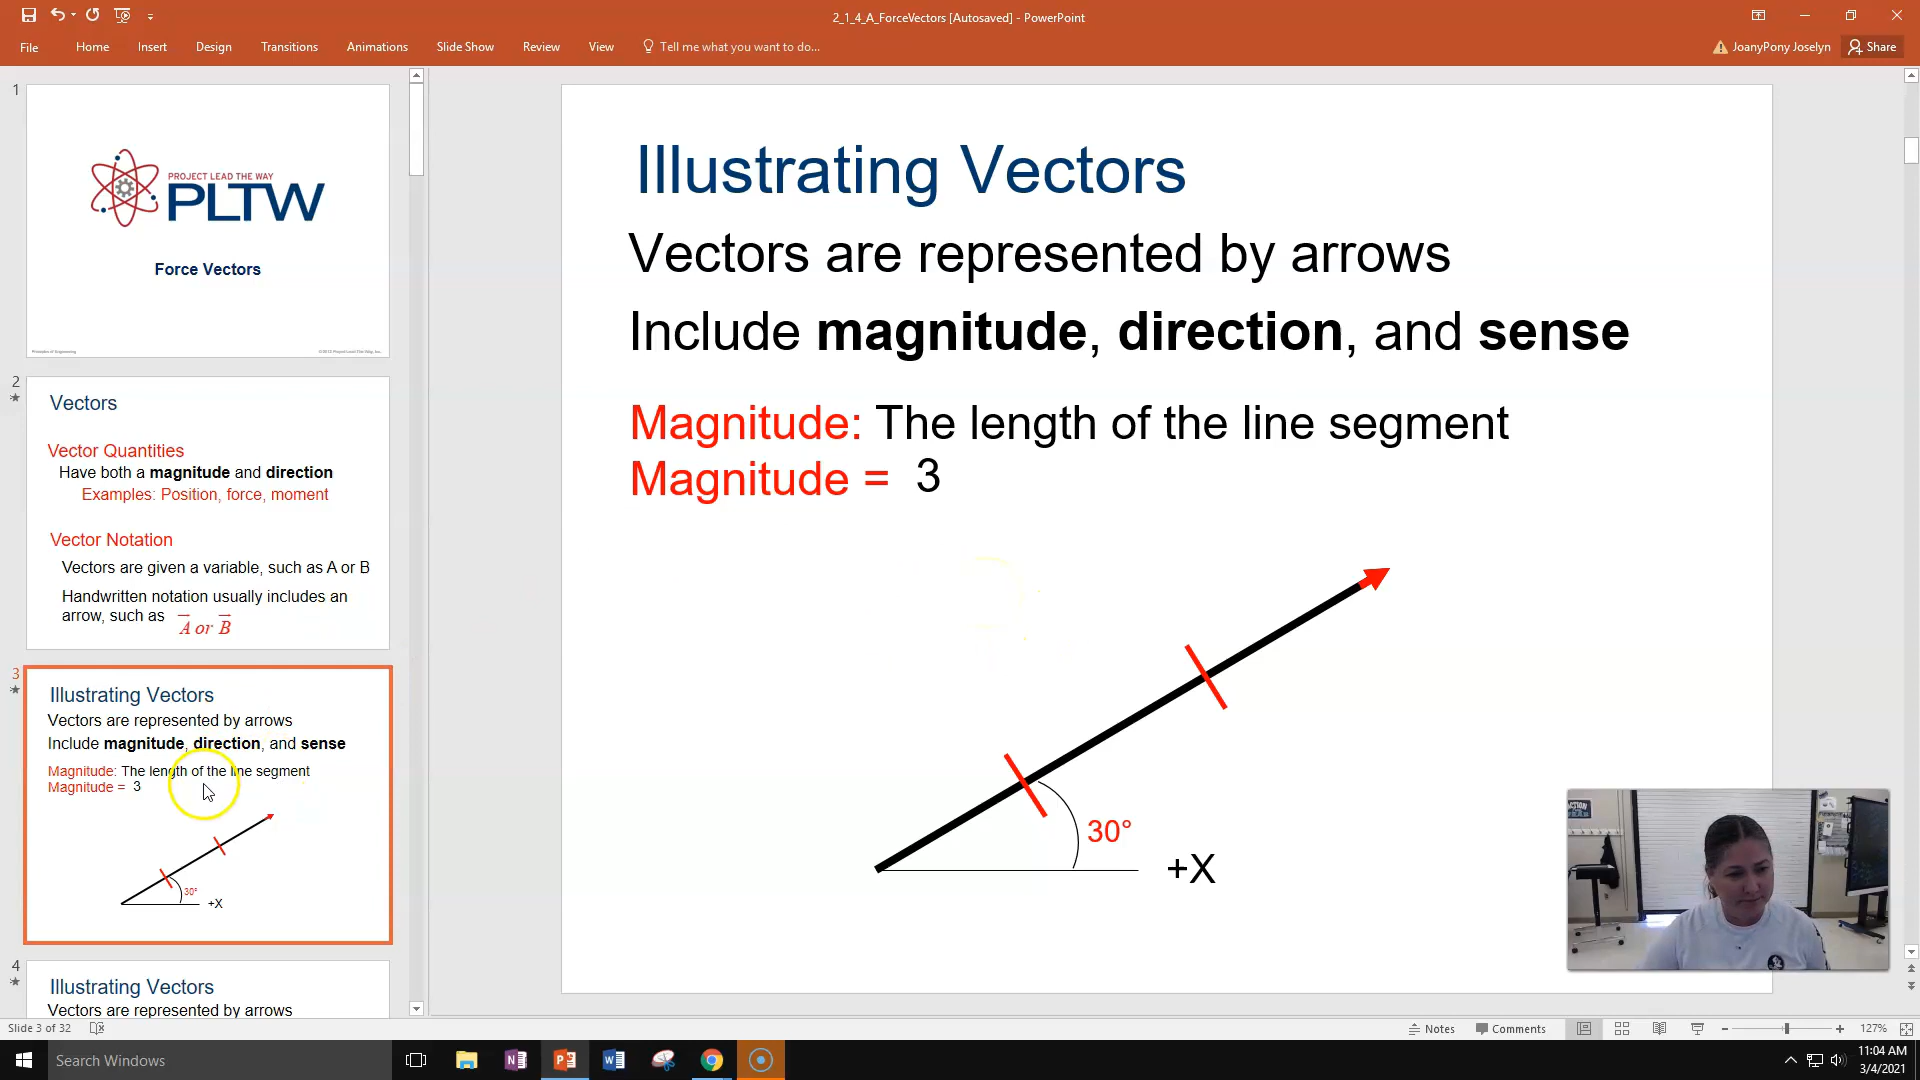 2_1_4_A_ForceVectors [Autosaved] - PowerPoint
File Home Insert Design Transitions Animations Slide Show Review View Tell me what you want to do... JoanyPony Joselyn Share
1
PROJECT LEAD THE WAY
PLTW
Force Vectors
2
Vectors
Vector Quantities
Have both a magnitude and direction
Examples: Position, force, moment
Vector Notation
Vectors are given a variable, such as A or B
Handwritten notation usually includes an
arrow, such as A or B
3
Illustrating Vectors
Vectors are represented by arrows
Include magnitude, direction, and sense
Magnitude: The length of the line segment
Magnitude = 3
30°
+X
4
Illustrating Vectors
Vectors are represented by arrows
Illustrating Vectors
Vectors are represented by arrows
Include magnitude, direction, and sense
Magnitude: The length of the line segment
Magnitude = 3
30°
+X
Slide 3 of 32 Notes Comments 127%
Search Windows
11:04 AM
3/4/2021